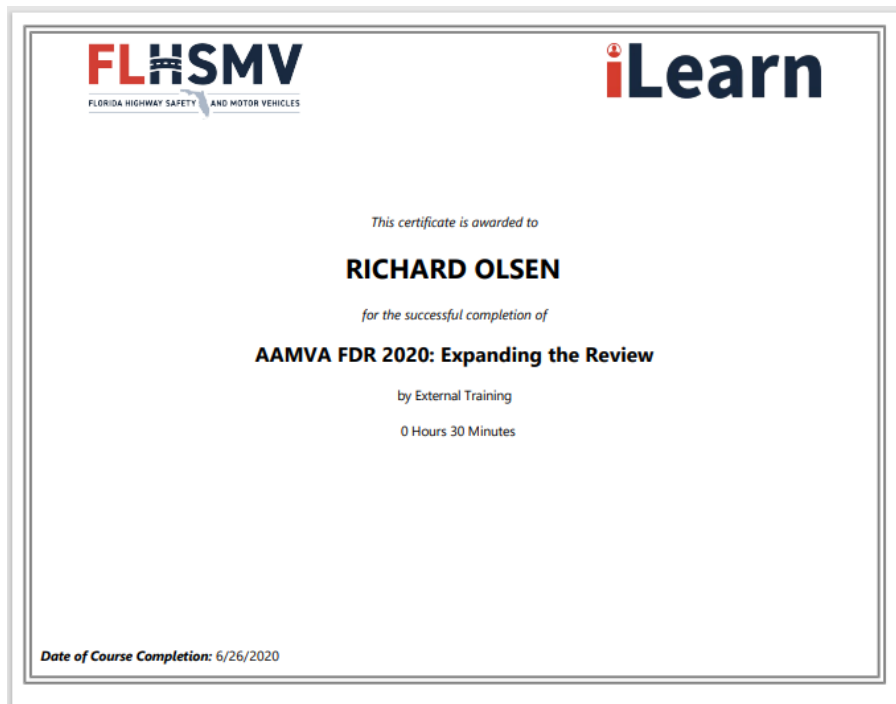 FLHSMV
FLORIDA HIGHWAY SAFETY AND MOTOR VEHICLES
iLearn
This certificate is awarded to
RICHARD OLSEN
for the successful completion of
AAMVA FDR 2020: Expanding the Review
by External Training
0 Hours 30 Minutes
Date of Course Completion: 6/26/2020